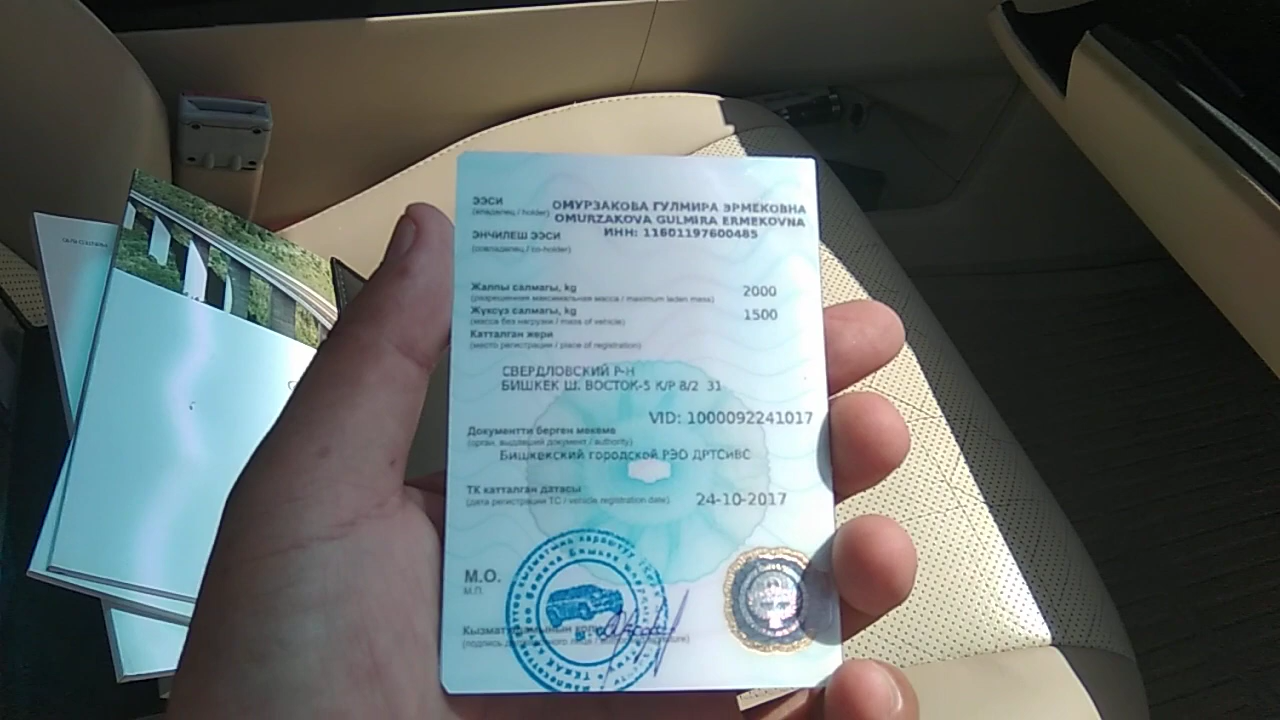 ЭЭСИ
(владелец / holder)
ОМУРЗАКОВА ГУЛМИРА ЭРМЕКОВНА
OMURZAKOVA GULMIRA ERMEKOVNA
ЭНЧИЛЕШ ЭЭСИ
ИНН: 11601197600485
(совладелец / co-holder)
Жалпы салмагы, kg 2000
(разрешенная максимальная масса / maximum laden mass)
Жүксүз салмагы, kg 1500
(масса без нагрузки / mass of vehicle)
Катталган жери
(место регистрации / place of registration)
СВЕРДЛОВСКИЙ Р-Н
БИШКЕК Ш. ВОСТОК-5 К/Р 8/2 31
VID: 1000092241017
Документти берген мекеме
(орган, выдавший документ / authority)
Бишкекский городской РЭО ДРТСиВС
ТК катталган датасы 24-10-2017
(дата регистрации ТС / vehicle registration date)
М.О.
М.П.